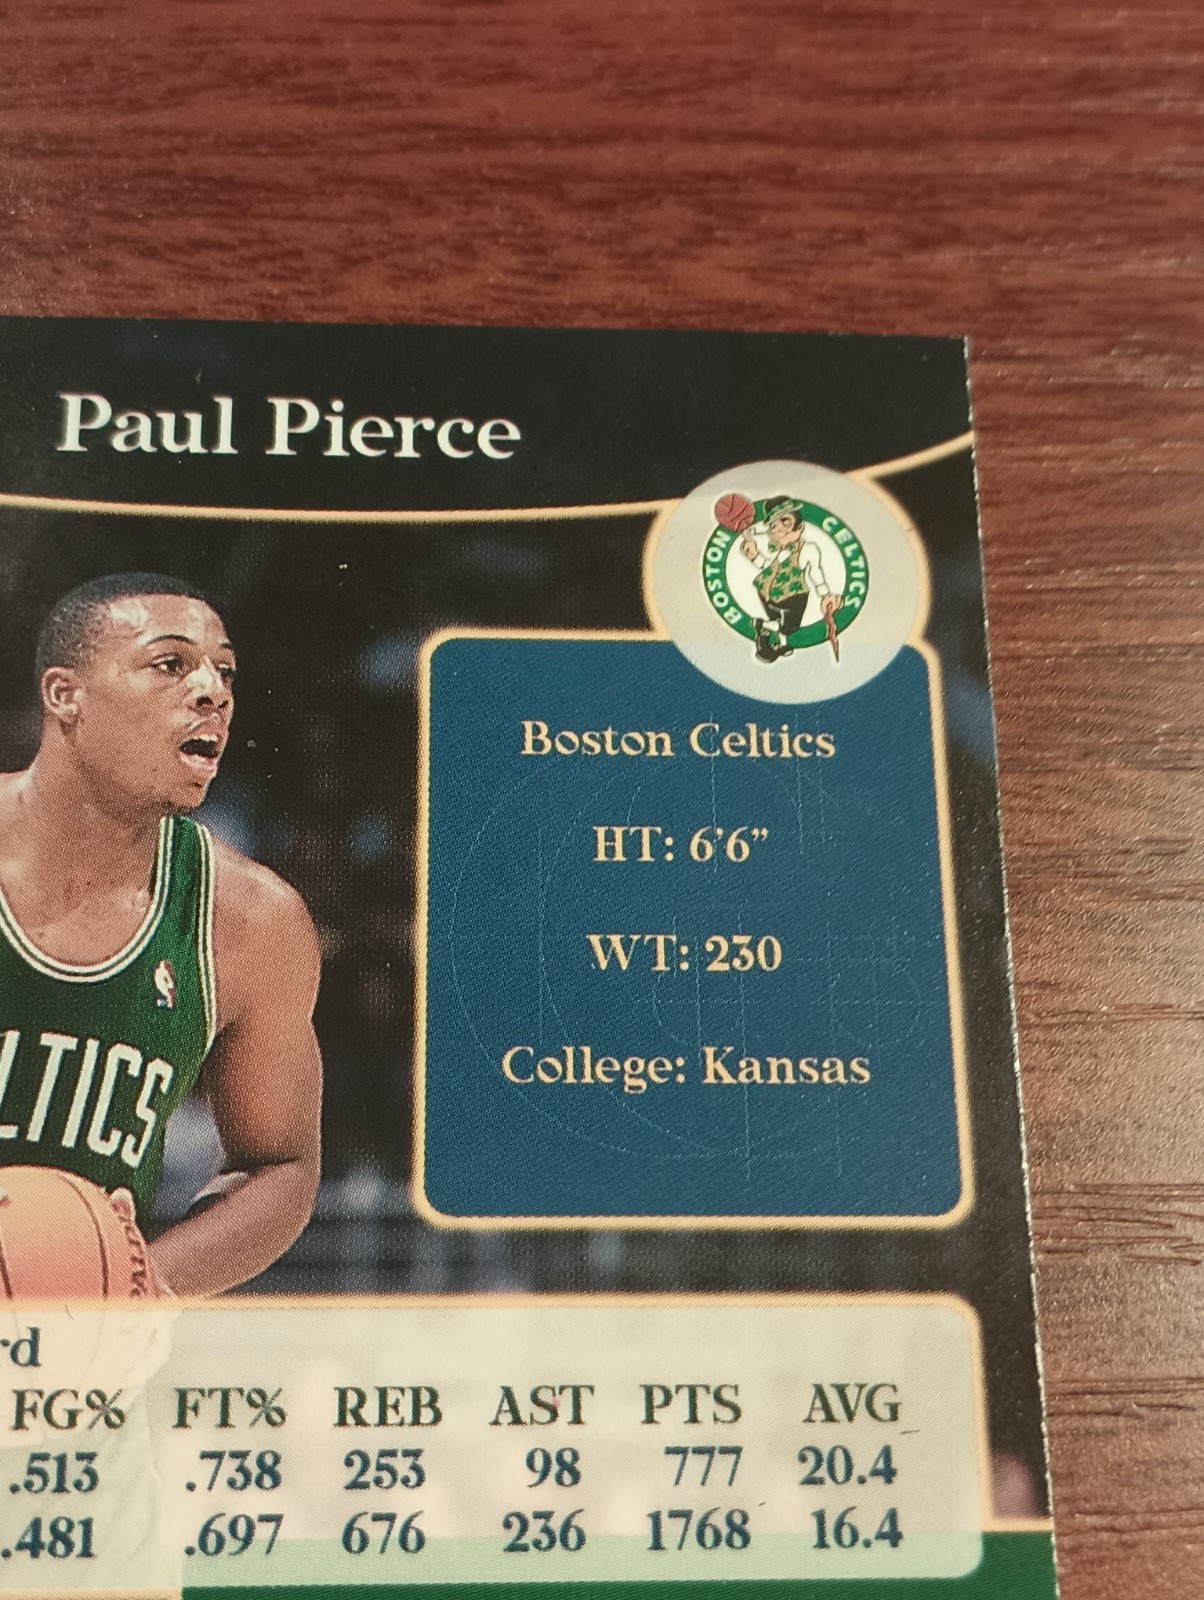 Paul Pierce
BOSTON CELTICS
Boston Celtics
HT: 6'6"
WT: 230
College: Kansas
LTICS
rd
FG% FT% REB AST PTS AVG
.513 .738 253 98 777 20.4
.481 .697 676 236 1768 16.4